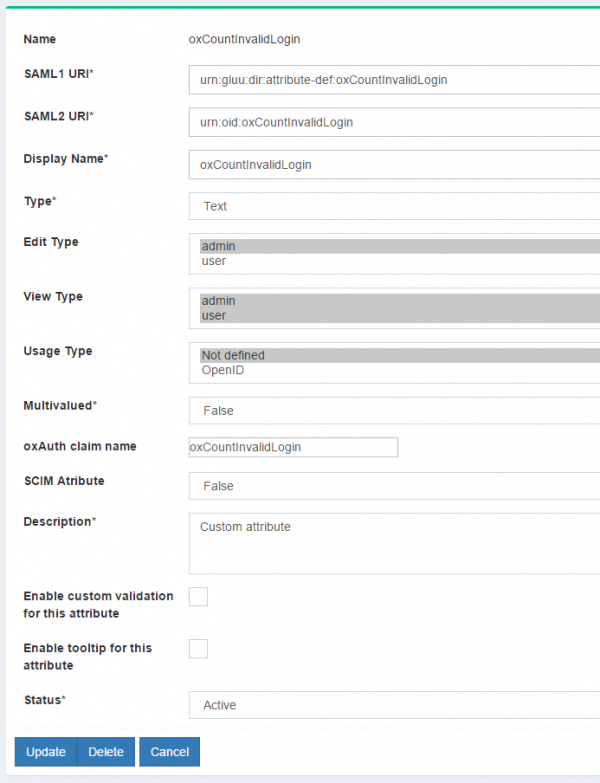 Name oxCountInvalidLogin
SAML1 URI* urn:gluu:dir:attribute-def:oxCountInvalidLogin
SAML2 URI* urn:oid:oxCountInvalidLogin
Display Name* oxCountInvalidLogin
Type* Text
Edit Type admin
user
View Type admin
user
Usage Type Not defined
OpenID
Multivalued* False
oxAuth claim name oxCountInvalidLogin
SCIM Atribute False
Description* Custom attribute
Enable custom validation
for this attribute
Enable tooltip for this
attribute
Status* Active
Update Delete Cancel